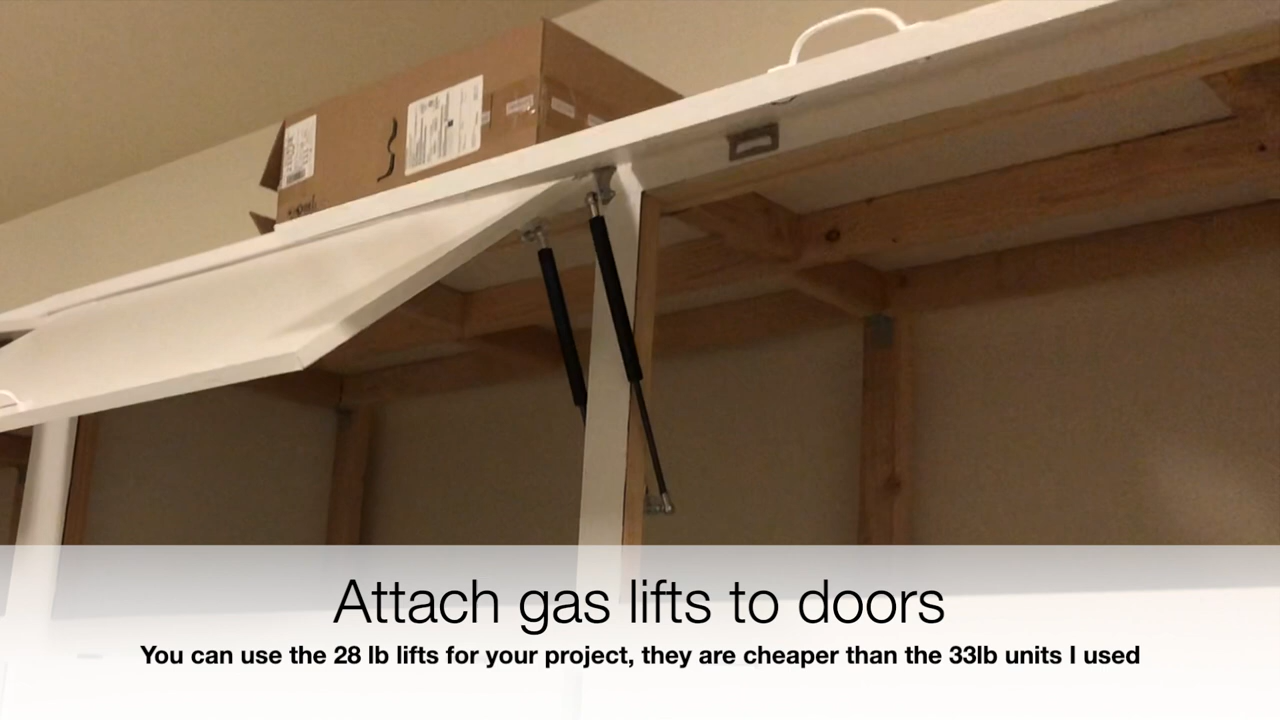 Attach gas lifts to doors
You can use the 28 lb lifts for your project, they are cheaper than the 33lb units I used